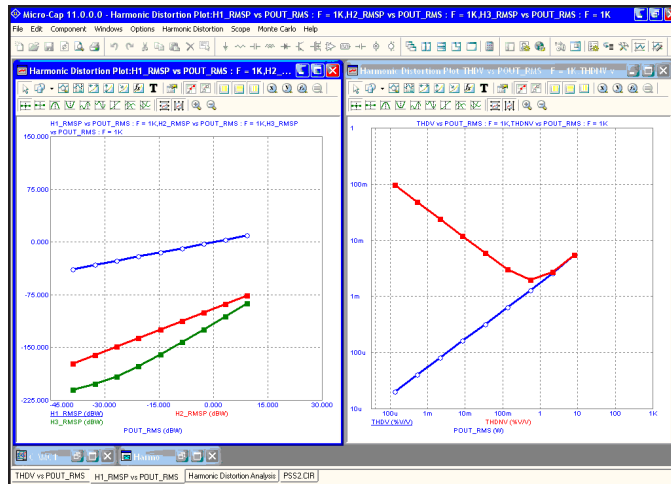 Micro-Cap 11.0.0.0 - Harmonic Distortion Plot:H1_RMSP vs POUT_RMS : F = 1K,H2_RMSP vs POUT_RMS : F = 1K,H3_RMSP vs POUT_RMS : F = 1K
File Edit Component Windows Options Harmonic Distortion Scope Monte Carlo Help
Harmonic Distortion Plot:H1_RMSP vs POUT_RMS : F = 1K,H2_...
Harmonic Distortion Plot:THDV vs POUT_RMS : F = 1K,THDNV v
H1_RMSP vs POUT_RMS : F = 1K,H2_RMSP vs POUT_RMS : F = 1K,H3_RMSP
vs POUT_RMS : F = 1K
150.000
75.000
0.000
-75.000
-150.000
-225.000
-45.000 -30.000 -15.000 0.000 15.000 30.000
H1_RMSP (dBW) H2_RMSP (dBW)
H3_RMSP (dBW)
POUT_RMS (dBW)
THDV vs POUT_RMS : F = 1K,THDNV vs POUT_RMS : F = 1K
1
100m
10m
1m
100u
10u
100u 1m 10m 100m 1 10 100 1K
THDV (%V/V) THDNV (%V/V)
POUT_RMS (W)
Harmo
THDV vs POUT_RMS H1_RMSP vs POUT_RMS Harmonic Distortion Analysis PSS2.CIR